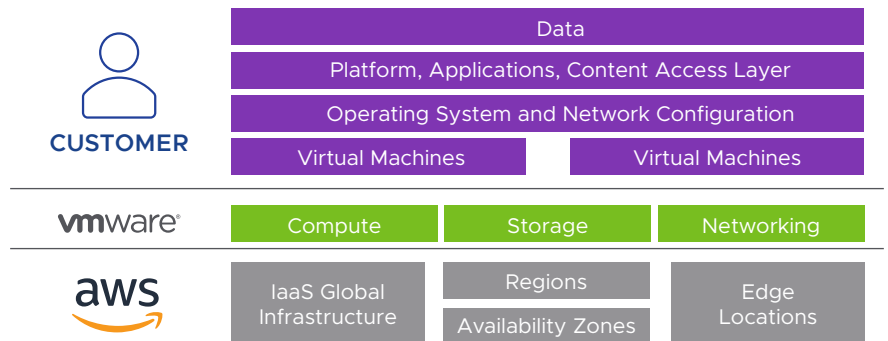 Data
Platform, Applications, Content Access Layer
Operating System and Network Configuration
CUSTOMER
Virtual Machines
Virtual Machines
vmware®
Compute
Storage
Networking
aws
IaaS Global
Infrastructure
Regions
Availability Zones
Edge
Locations